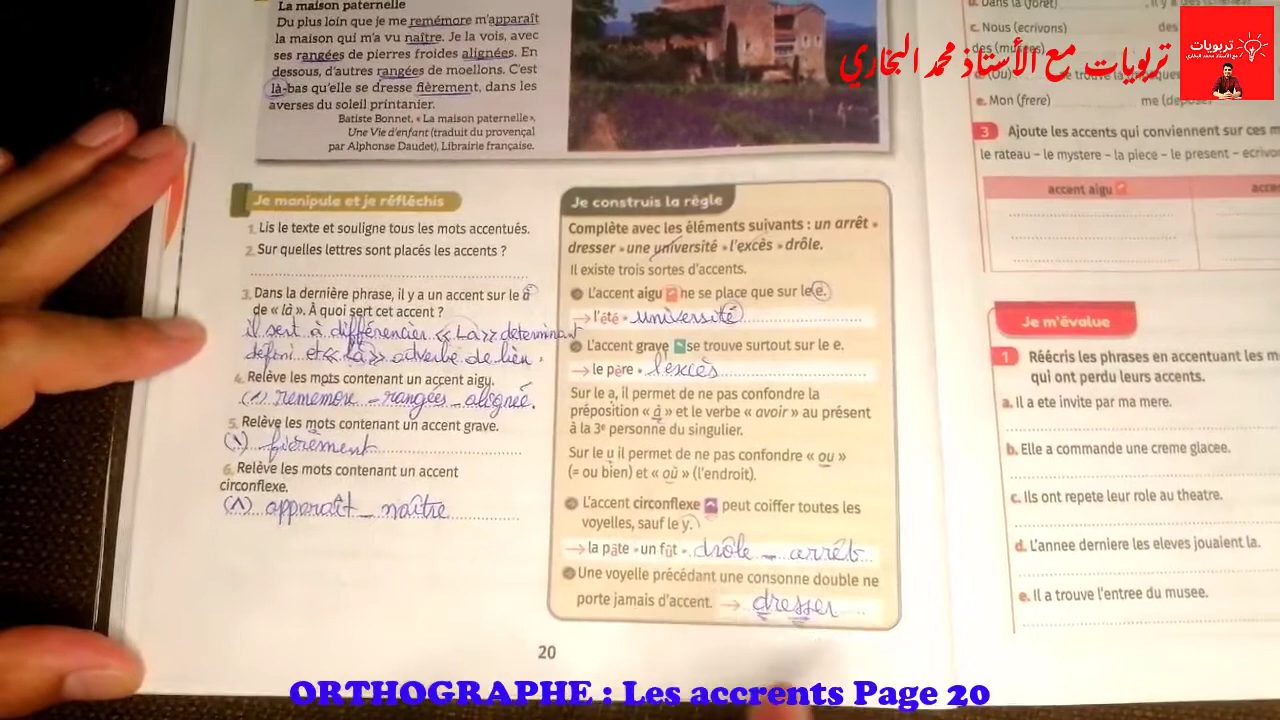 La maison paternelle
Du plus loin que je me remémore m'apparaît
la maison qui m'a vu naître. Je la vois, avec
ses rangées de pierres froides alignées. En
dessous, d'autres rangées de moellons. C'est
là-bas qu'elle se dresse fièrement, dans les
averses du soleil printanier.
Batiste Bonnet, « La maison paternelle »,
Une Vie d'enfant (traduit du provençal
par Alphonse Daudet), Librairie française.
Je manipule et je réfléchis
1. Lis le texte et souligne tous les mots accentués.
2. Sur quelles lettres sont placés les accents ?
3. Dans la dernière phrase, il y a un accent sur le a
de « là ». À quoi sert cet accent ?
il sert à différencier << La>> déterminant
défini et << Là >> adverbe de lieu.
4. Relève les mots contenant un accent aigu.
rememore - rangées - alignée.
5. Relève les mots contenant un accent grave.
(\) fièrement
6. Relève les mots contenant un accent
circonflexe.
(^) apparaît - naître
Je construis la règle
Complète avec les éléments suivants : un arrêt •
dresser • une université • l'excès • drôle.
Il existe trois sortes d'accents.
L'accent aigu ne se place que sur le e.
→ l'été • université
L'accent grave se trouve surtout sur le e.
→ le père • l'excès
Sur le a, il permet de ne pas confondre la
préposition « à » et le verbe « avoir » au présent
à la 3e personne du singulier.
Sur le u il permet de ne pas confondre « ou »
(= ou bien) et « où » (l'endroit).
L'accent circonflexe peut coiffer toutes les
voyelles, sauf le y.
→ la pâte • un fût • drôle - arrêt
Une voyelle précédant une consonne double ne
porte jamais d'accent. → dresser
20
Dans la (foret)
c. Nous (ecrivons) des
des (musees)
(Ou) te trouve
e. Mon (frere) me
تربويات مع الأستاذ محمد البخاري
تربويات
3 Ajoute les accents qui conviennent sur ces
le rateau – le mystere – la piece – le present –
accent aigu
Je m'évalue
1 Réécris les phrases en accentuant les
qui ont perdu leurs accents.
a. Il a ete invite par ma mere.
b. Elle a commande une creme glacee.
c. Ils ont repete leur role au theatre.
d. L'annee derniere les eleves jouaient la.
e. Il a trouve l'entree du musee.
ORTHOGRAPHE : Les accrents Page 20